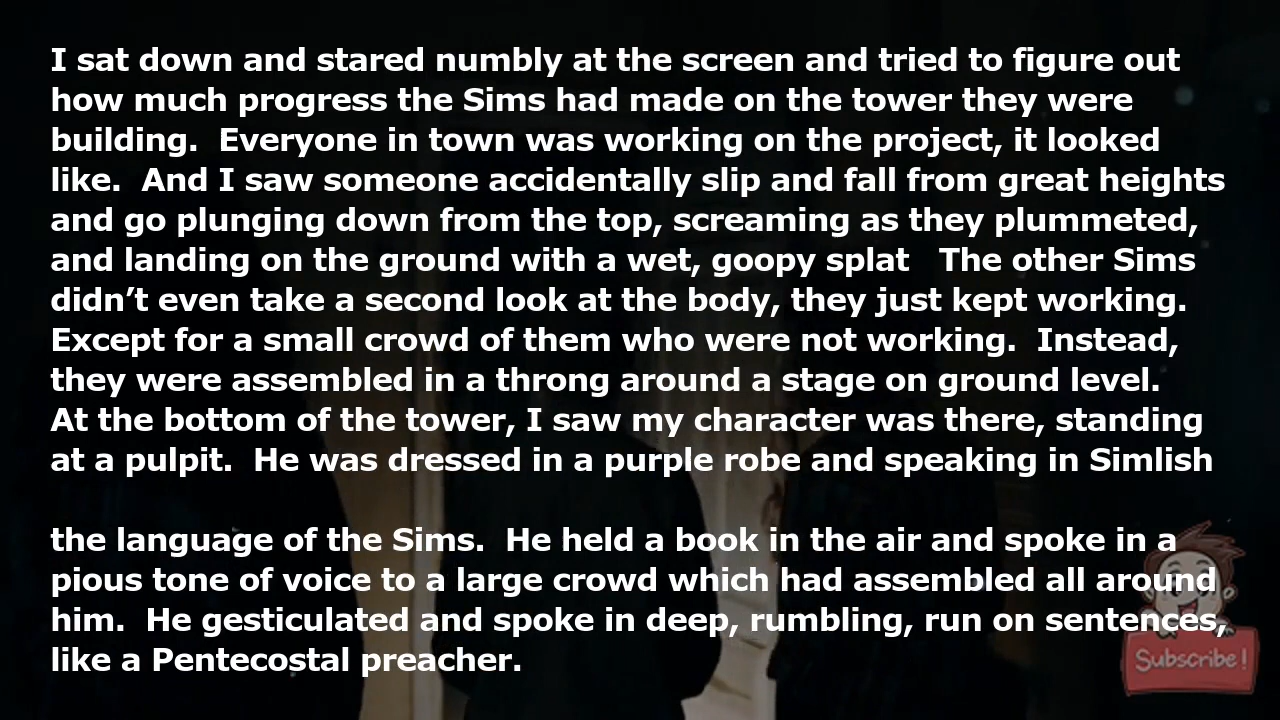 I sat down and stared numbly at the screen and tried to figure out
how much progress the Sims had made on the tower they were
building.  Everyone in town was working on the project, it looked
like.  And I saw someone accidentally slip and fall from great heights
and go plunging down from the top, screaming as they plummeted,
and landing on the ground with a wet, goopy splat   The other Sims
didn’t even take a second look at the body, they just kept working.
Except for a small crowd of them who were not working.  Instead,
they were assembled in a throng around a stage on ground level.
At the bottom of the tower, I saw my character was there, standing
at a pulpit.  He was dressed in a purple robe and speaking in Simlish
the language of the Sims.  He held a book in the air and spoke in a
pious tone of voice to a large crowd which had assembled all around
him.  He gesticulated and spoke in deep, rumbling, run on sentences,
like a Pentecostal preacher.
Subscribe!